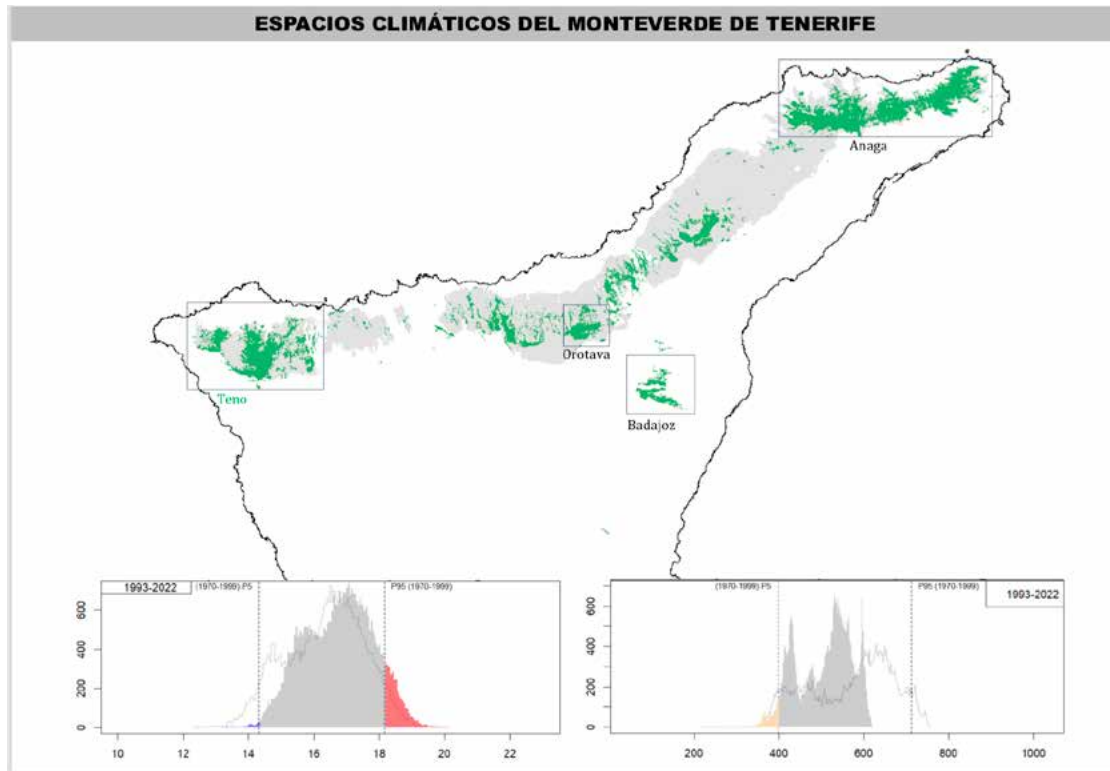 ESPACIOS CLIMÁTICOS DEL MONTEVERDE DE TENERIFE
Anaga
Orotava
Teno
Badajoz
1993-2022
(1970-1999) P5
P95 (1970-1999)
600
400
200
0
10 12 14 16 18 20 22
(1970-1999) P5
P95 (1970-1999)
1993-2022
600
400
200
0
200 400 600 800 1000